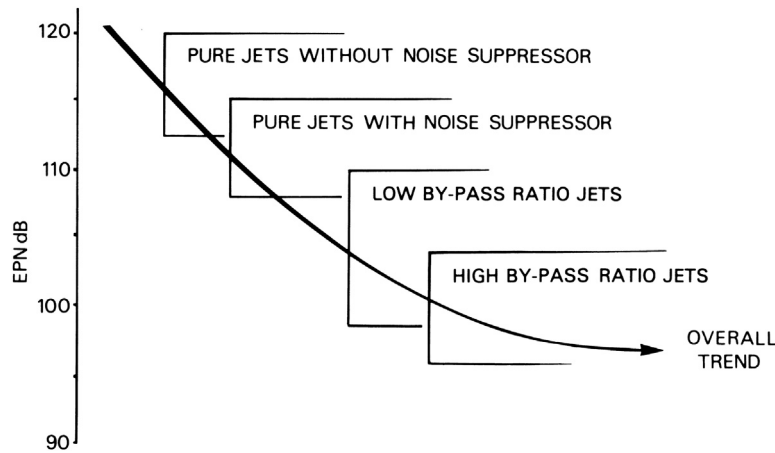 120
PURE JETS WITHOUT NOISE SUPPRESSOR
PURE JETS WITH NOISE SUPPRESSOR
110
LOW BY-PASS RATIO JETS
EPN dB
HIGH BY-PASS RATIO JETS
100
OVERALL
TREND
90